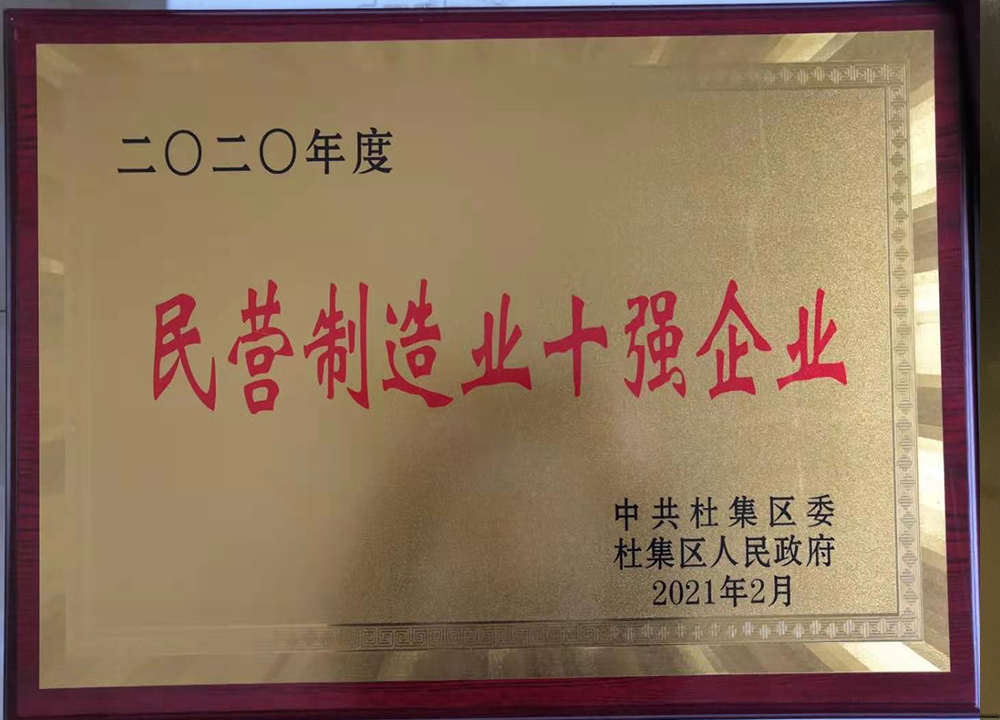 二〇二〇年度
民营制造业十强企业
中共杜集区委
杜集区人民政府
2021年2月